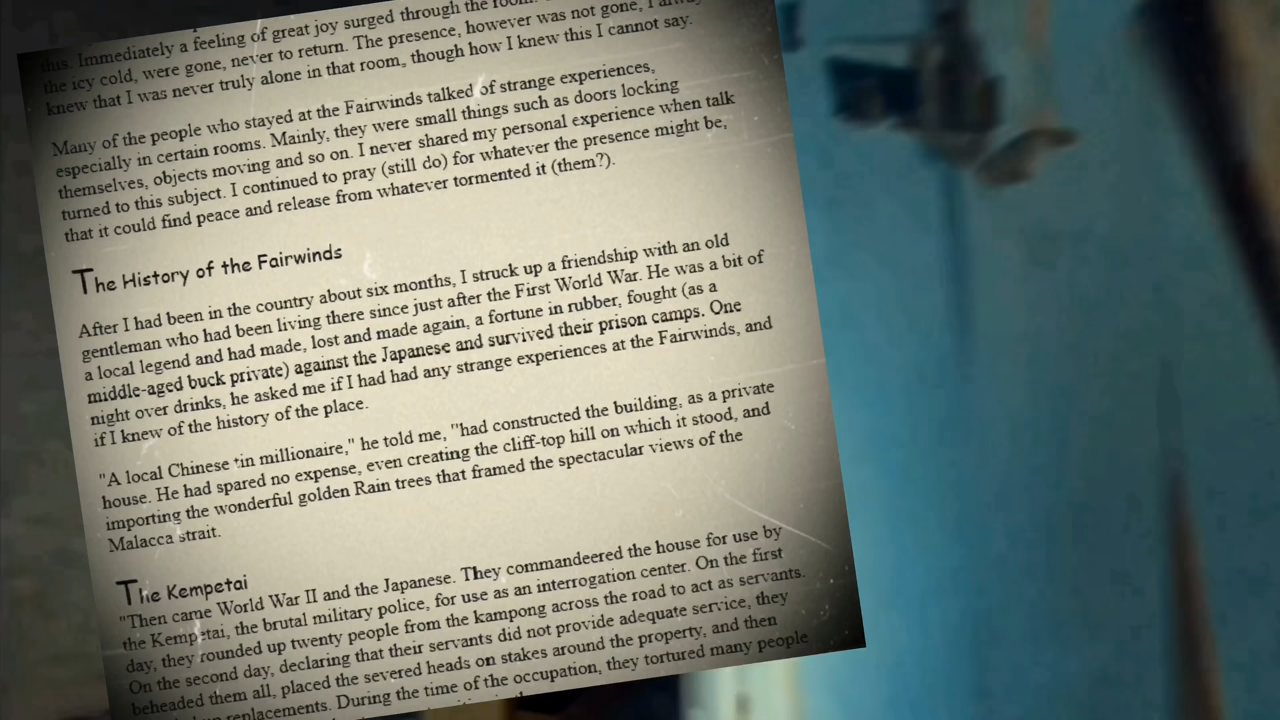 this. Immediately a feeling of great joy surged through the room.
the icy cold, were gone, never to return. The presence, however was not gone, I
knew that I was never truly alone in that room, though how I knew this I cannot say.
Many of the people who stayed at the Fairwinds talked of strange experiences,
especially in certain rooms. Mainly, they were small things such as doors locking
themselves, objects moving and so on. I never shared my personal experience when talk
turned to this subject. I continued to pray (still do) for whatever the presence might be,
that it could find peace and release from whatever tormented it (them?).
The History of the Fairwinds
After I had been in the country about six months, I struck up a friendship with an old
gentleman who had been living there since just after the First World War. He was a bit of
a local legend and had made, lost and made again, a fortune in rubber, fought (as a
middle-aged buck private) against the Japanese and survived their prison camps. One
night over drinks, he asked me if I had had any strange experiences at the Fairwinds, and
if I knew of the history of the place.
"A local Chinese tin millionaire," he told me, "had constructed the building, as a private
house. He had spared no expense, even creating the cliff-top hill on which it stood, and
importing the wonderful golden Rain trees that framed the spectacular views of the
Malacca strait.
The Kempetai
"Then came World War II and the Japanese. They commandeered the house for use by
the Kempetai, the brutal military police, for use as an interrogation center. On the first
day, they rounded up twenty people from the kampong across the road to act as servants.
On the second day, declaring that their servants did not provide adequate service, they
beheaded them all, placed the severed heads on stakes around the property, and then
replacements. During the time of the occupation, they tortured many people